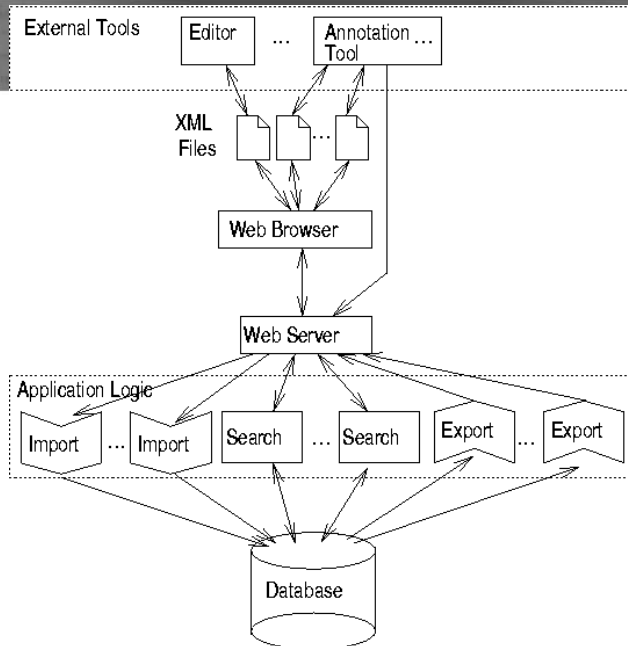 External Tools
Editor
...
Annotation ...
Tool
XML
Files
...
Web Browser
Web Server
Application Logic
Import ... Import Search ... Search Export ... Export
Database